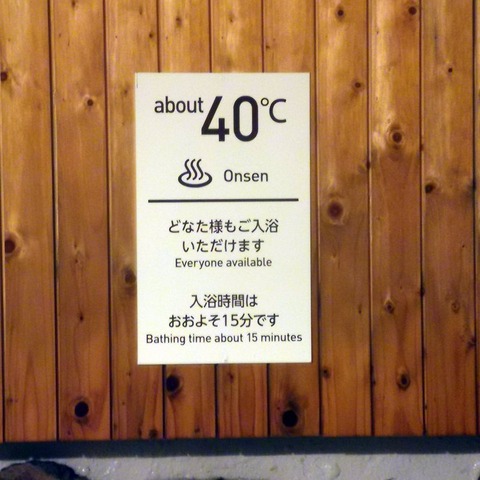 about 40℃
Onsen
どなた様もご入浴
いただけます
Everyone available
入浴時間は
おおよそ15分です
Bathing time about 15 minutes